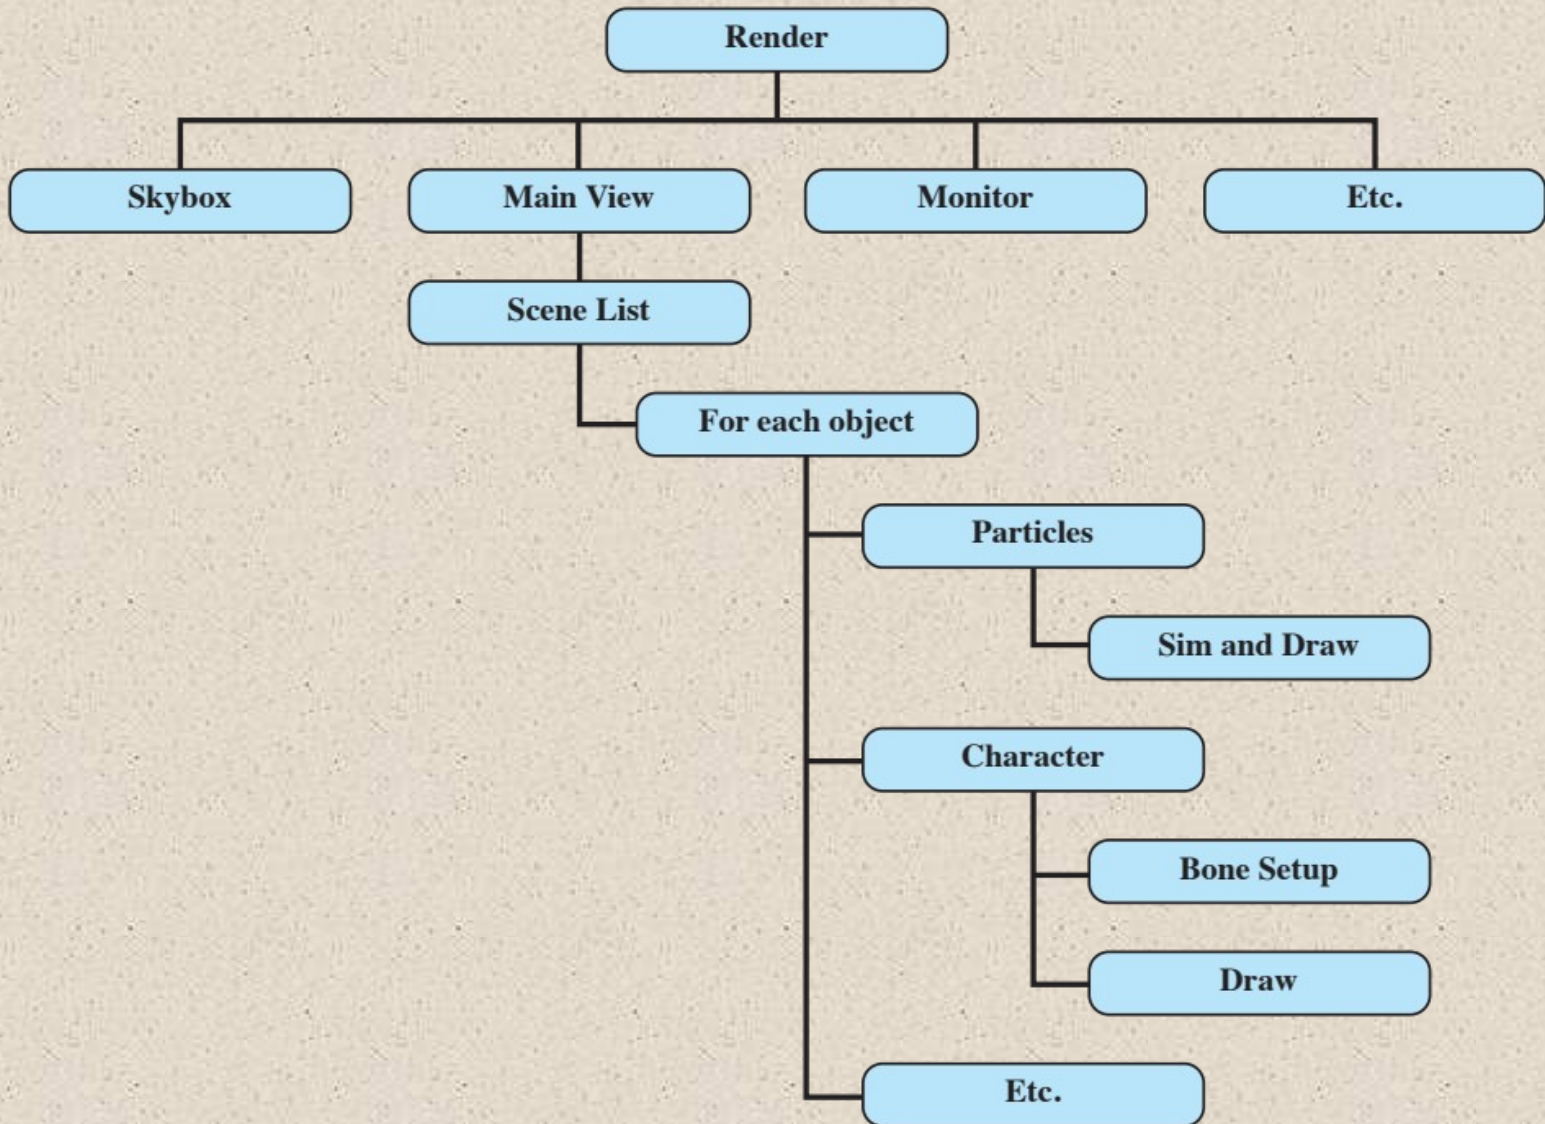 Render
Skybox
Main View
Monitor
Etc.
Scene List
For each object
Particles
Sim and Draw
Character
Bone Setup
Draw
Etc.